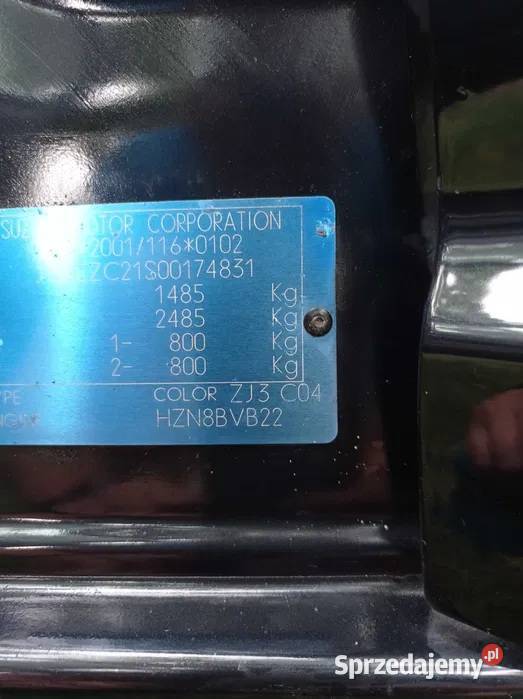 MOTOR CORPORATION
2001/116*0102
ZC21S00174831
1485 Kg
2485 Kg
1- 800 Kg
2- 800 Kg
COLOR ZJ3 C04
HZN8BVB22
Sprzedajemy.pl